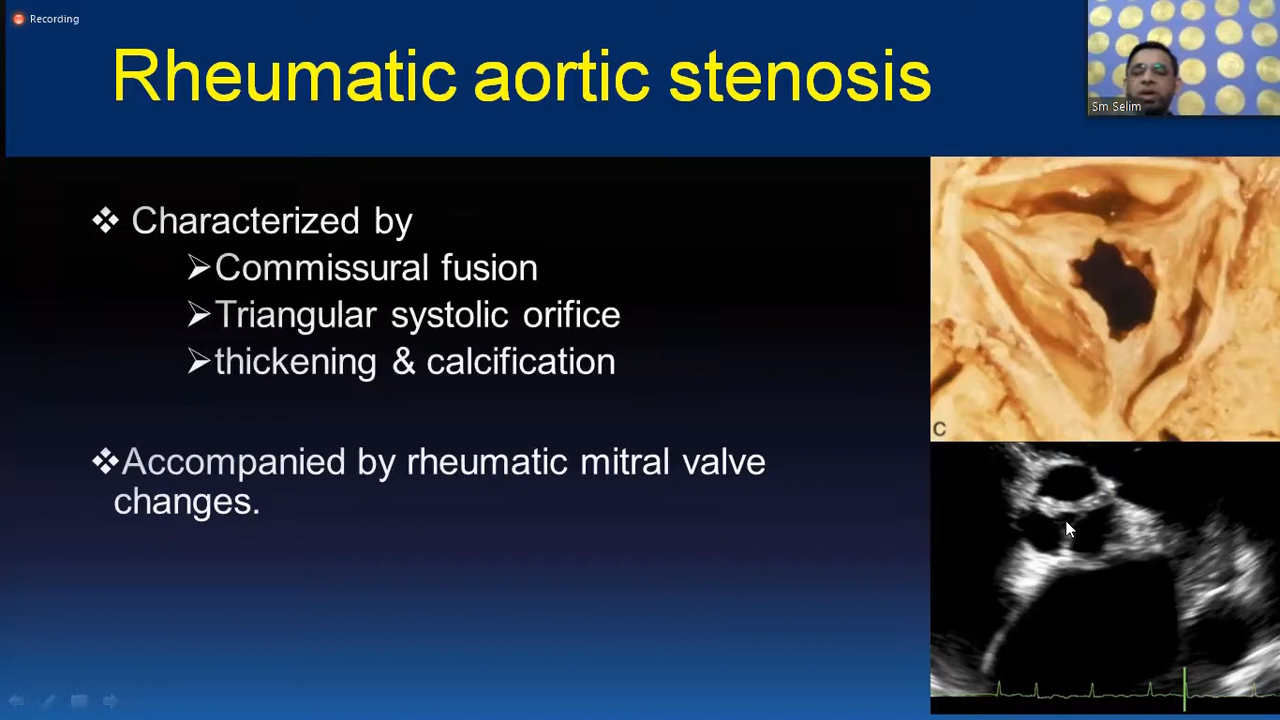 Recording
Rheumatic aortic stenosis
Sm Selim
❖ Characterized by
➢Commissural fusion
➢Triangular systolic orifice
➢thickening & calcification
❖Accompanied by rheumatic mitral valve
changes.
C